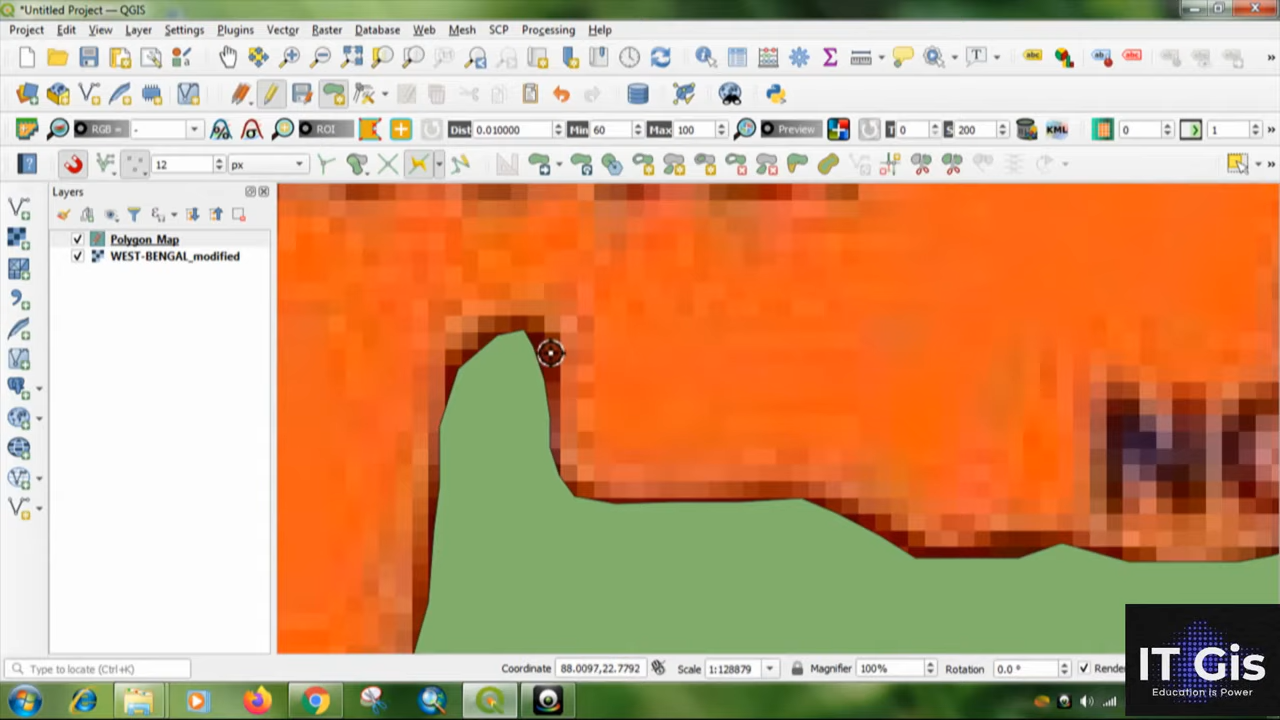 *Untitled Project — QGIS
Project Edit View Layer Settings Plugins Vector Raster Database Web Mesh SCP Processing Help
RGB = - ROI Dist 0.010000 Min 60 Max 100 Preview T 0 S 200 KML 0 1
12 px
Layers
Polygon_Map
WEST-BENGAL_modified
Type to locate (Ctrl+K) Coordinate 88.0097,22.7792 Scale 1:128879 Magnifier 100% Rotation 0.0 ° Rende
IT Gis
Education is Power